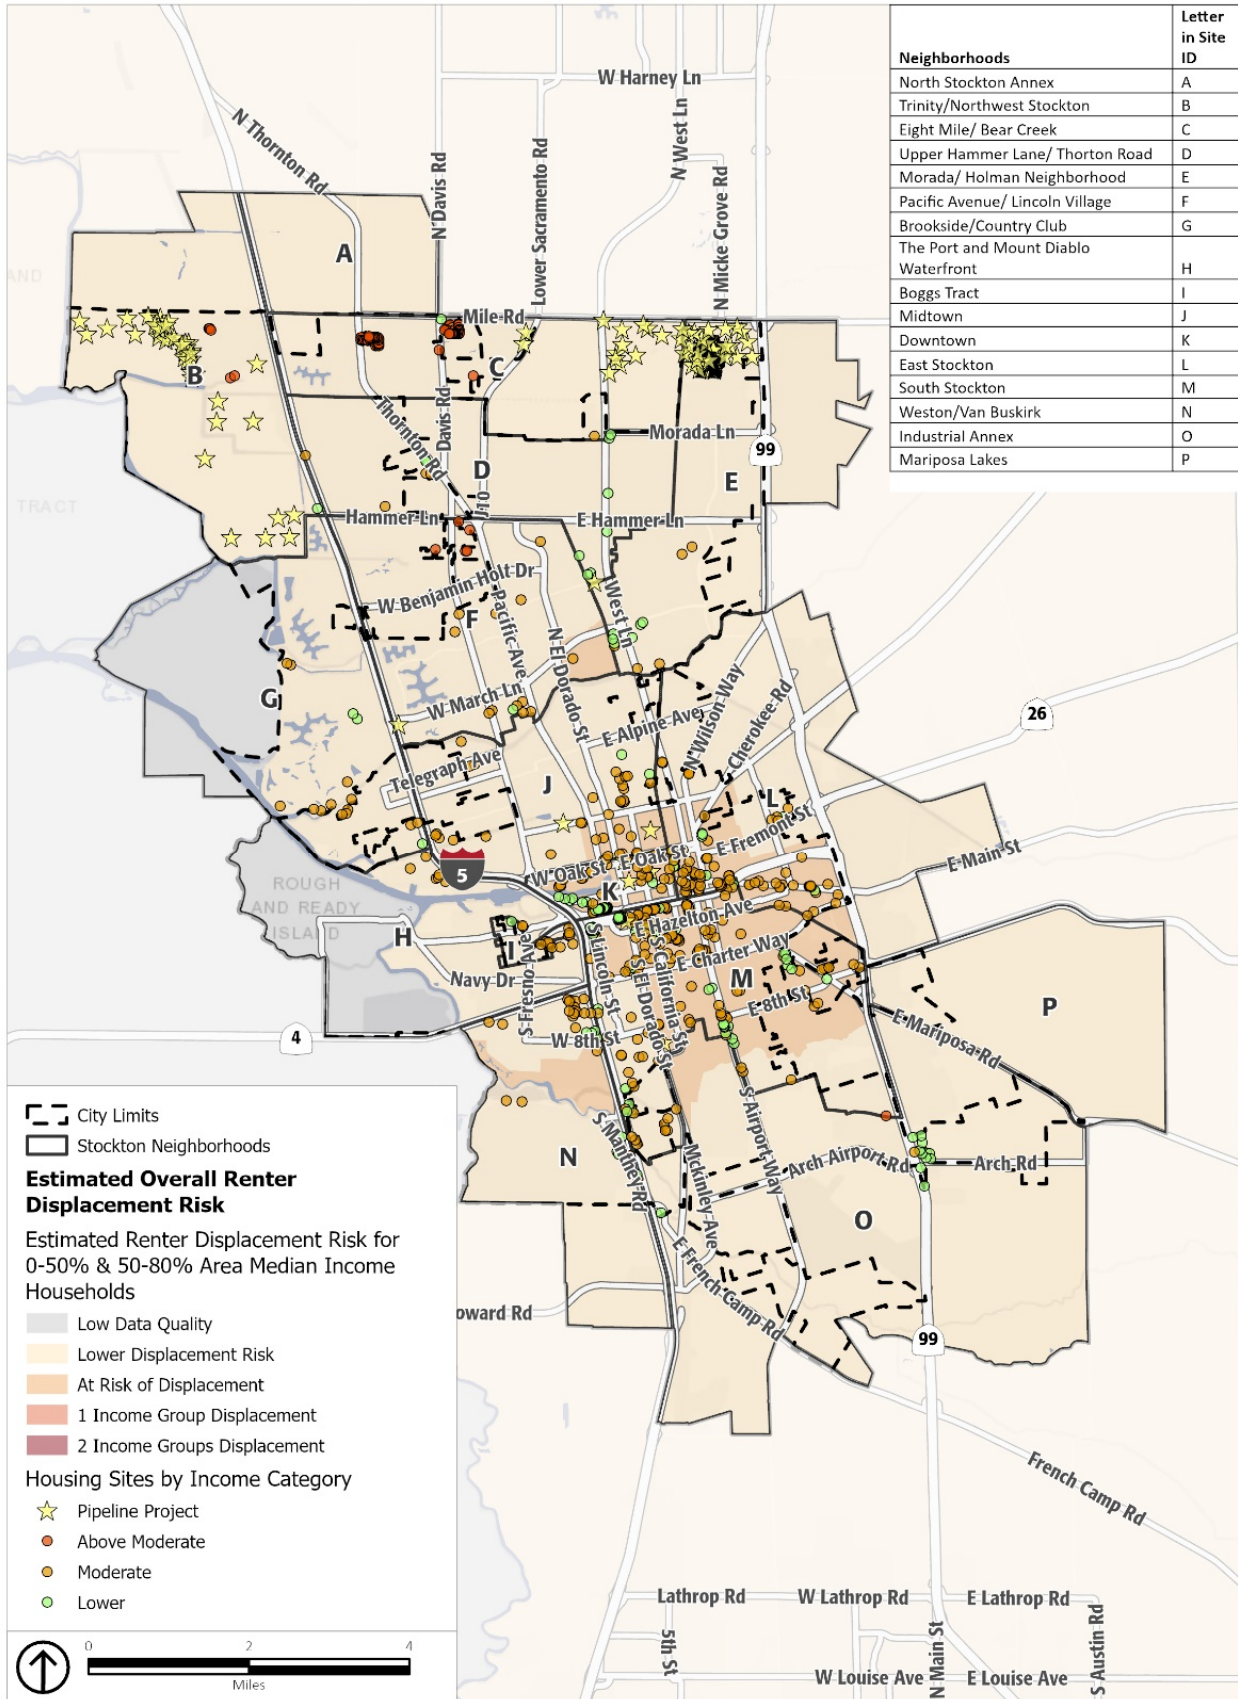 Neighborhoods
Letter
in Site
ID
North Stockton Annex A
Trinity/Northwest Stockton B
Eight Mile/ Bear Creek C
Upper Hammer Lane/ Thorton Road D
Morada/ Holman Neighborhood E
Pacific Avenue/ Lincoln Village F
Brookside/Country Club G
The Port and Mount Diablo
Waterfront H
Boggs Tract I
Midtown J
Downtown K
East Stockton L
South Stockton M
Weston/Van Buskirk N
Industrial Annex O
Mariposa Lakes P
W Harney Ln
N Thornton Rd
N Davis Rd
Lower Sacramento Rd
N West Ln
N Micke Grove Rd
A
AND
Mile Rd
B
C
Thornton Rd
Davis Rd
Morada Ln
99
D
E
TRACT
J10
Hammer Ln
E Hammer Ln
W Benjamin Holt Dr
F
Pacific Ave
N El Dorado St
West Ln
G
W March Ln
N Wilson Way
Cherokee Rd
26
E Alpine Ave
Telegraph Ave
J
L
E Fremont St
5
W Oak St
E Oak St
E Main St
ROUGH
AND READY
ISLAND
K
E Hazelton Ave
H
I
S Fresno Ave
S Lincoln St
S El Dorado St
S California St
E Charter Way
M
Navy Dr
E 8th St
P
4
W 8th St
E Mariposa Rd
N
S Manthey Rd
Mckinley Ave
S Airport Way
Arch Airport Rd
Arch Rd
O
E French Camp Rd
oward Rd
99
French Camp Rd
Lathrop Rd
W Lathrop Rd
E Lathrop Rd
5th St
N Main St
S Austin Rd
W Louise Ave
E Louise Ave
City Limits
Stockton Neighborhoods
Estimated Overall Renter
Displacement Risk
Estimated Renter Displacement Risk for
0-50% & 50-80% Area Median Income
Households
Low Data Quality
Lower Displacement Risk
At Risk of Displacement
1 Income Group Displacement
2 Income Groups Displacement
Housing Sites by Income Category
Pipeline Project
Above Moderate
Moderate
Lower
0 2 4
Miles